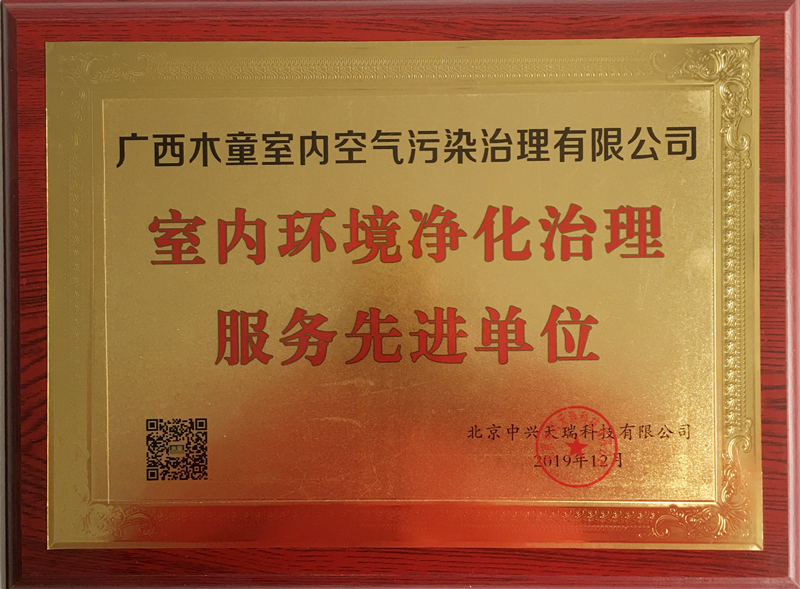 广西木童室内空气污染治理有限公司
室内环境净化治理
服务先进单位
北京中兴天瑞科技有限公司
2019年12月